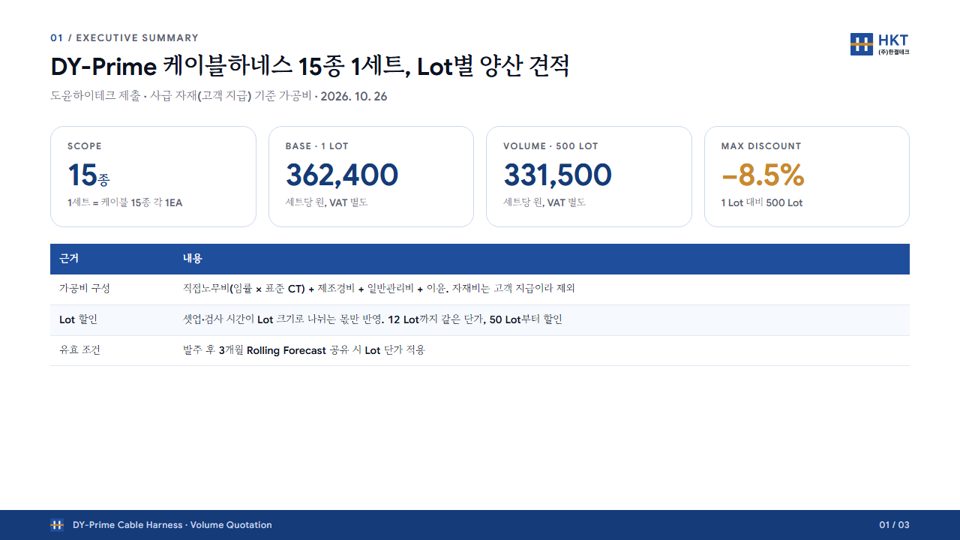 01 / EXECUTIVE SUMMARY
HKT
(주)한결테크
DY-Prime 케이블하네스 15종 1세트, Lot별 양산 견적
도윤하이테크 제출 · 사급 자재(고객 지급) 기준 가공비 · 2026. 10. 26
SCOPE
15종
1세트 = 케이블 15종 각 1EA
BASE · 1 LOT
362,400
세트당 원, VAT 별도
VOLUME · 500 LOT
331,500
세트당 원, VAT 별도
MAX DISCOUNT
−8.5%
1 Lot 대비 500 Lot
근거 내용
가공비 구성 직접노무비(임률 × 표준 CT) + 제조경비 + 일반관리비 + 이윤. 자재비는 고객 지급이라 제외
Lot 할인 셋업·검사 시간이 Lot 크기로 나뉘는 몫만 반영. 12 Lot까지 같은 단가, 50 Lot부터 할인
유효 조건 발주 후 3개월 Rolling Forecast 공유 시 Lot 단가 적용
DY-Prime Cable Harness · Volume Quotation
01 / 03